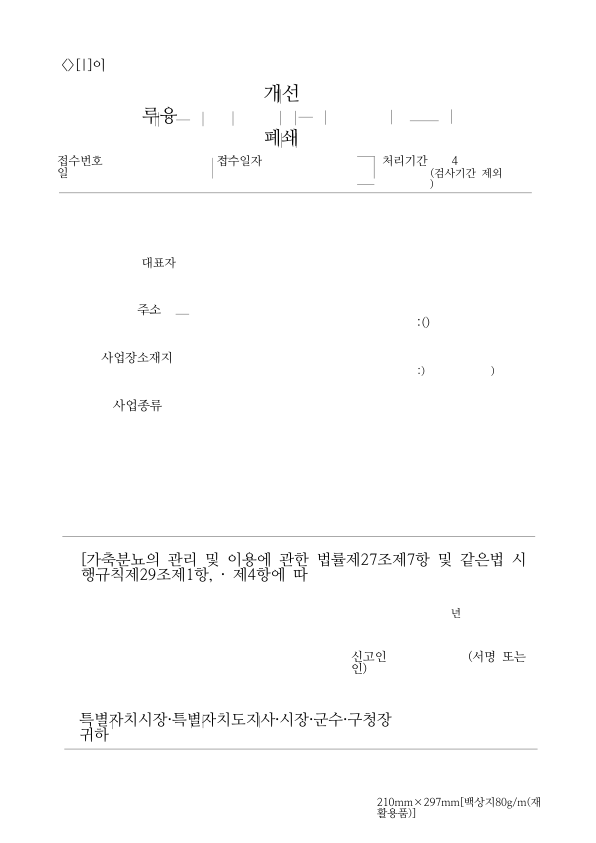 〈〉[ㅣ]이
개선
루융
폐쇄
접수번호 접수일자 처리기간 4
일 (검사기간 제외
)
대표자
주소
:()
사업장소재지
:) )
사업종류
[가축분뇨의 관리 및 이용에 관한 법률제27조제7항 및 같은법 시
행규칙제29조제1항, · 제4항에 따
년
신고인 (서명 또는
인)
특별자치시장·특별자치도지사·시장·군수·구청장
귀하
210mm×297mm[백상지80g/m(재
활용품)]